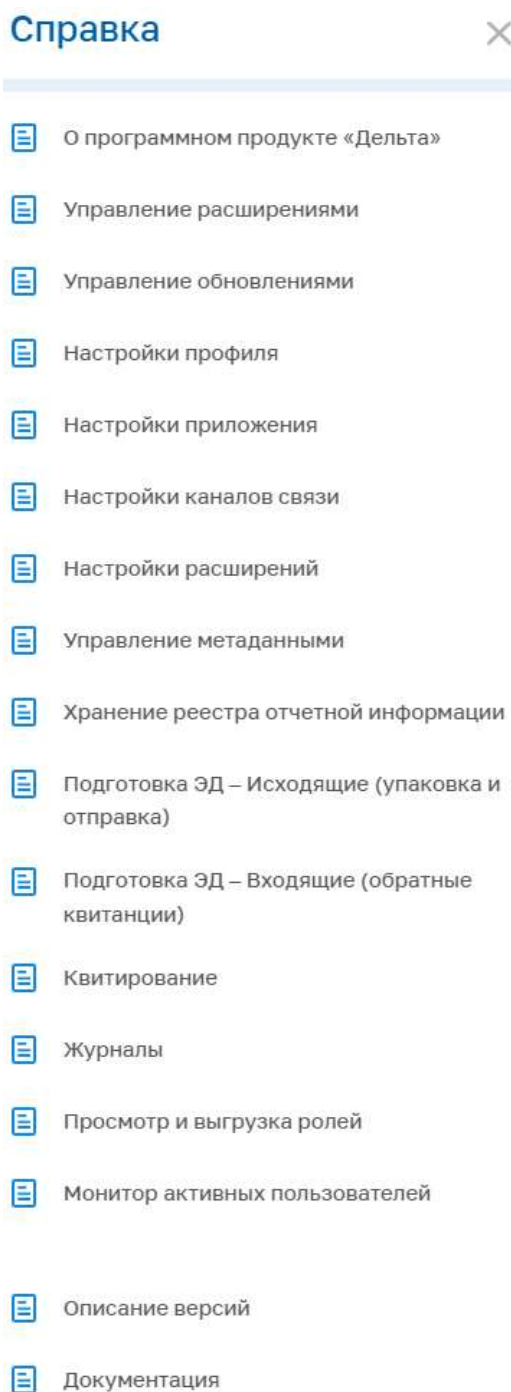 Справка
О программном продукте «Дельта»
Управление расширениями
Управление обновлениями
Настройки профиля
Настройки приложения
Настройки каналов связи
Настройки расширений
Управление метаданными
Хранение реестра отчетной информации
Подготовка ЭД – Исходящие (упаковка и
отправка)
Подготовка ЭД – Входящие (обратные
квитанции)
Квитирование
Журналы
Просмотр и выгрузка ролей
Монитор активных пользователей
Описание версий
Документация